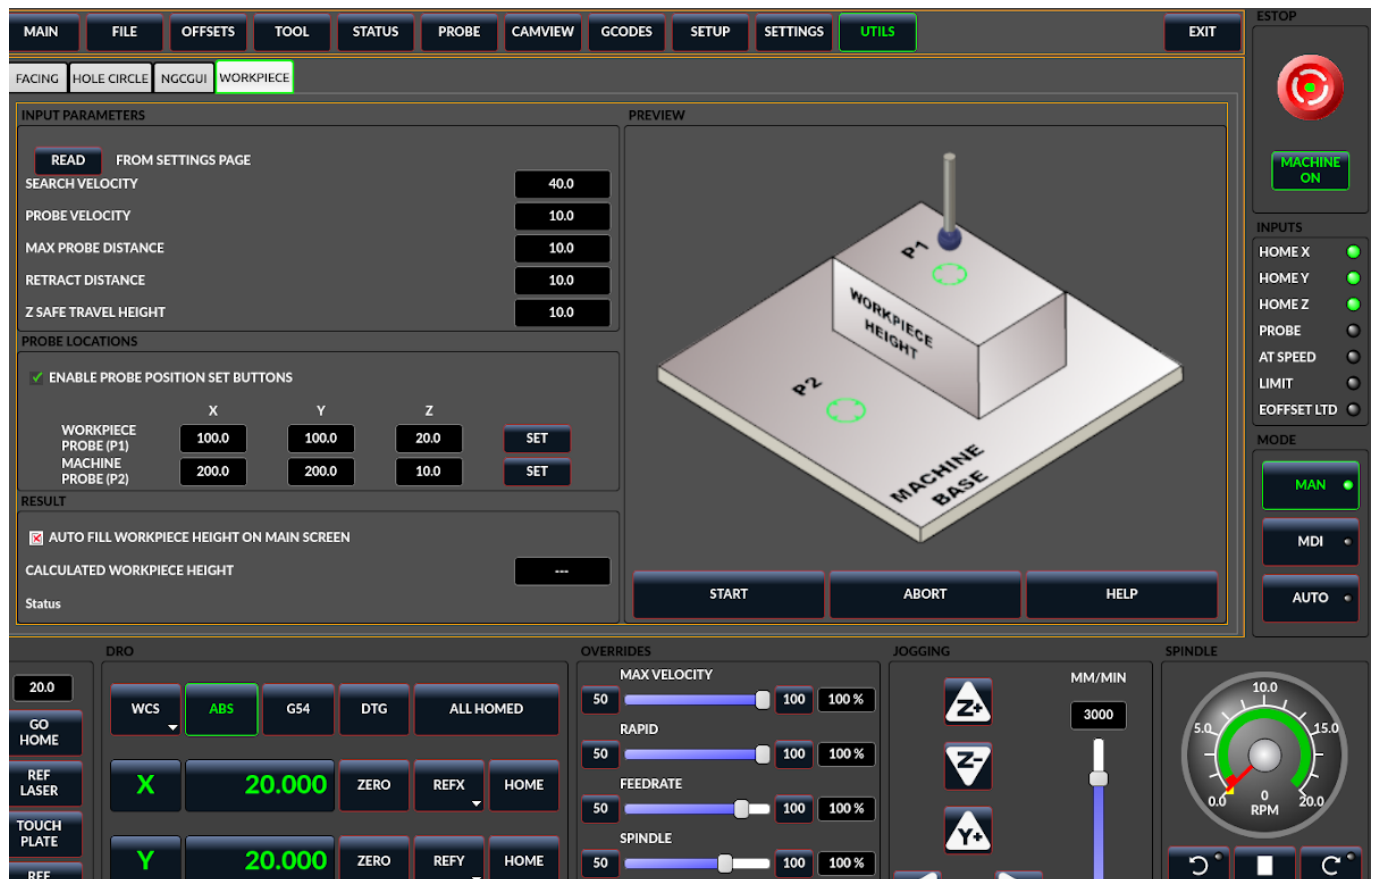 MAIN FILE OFFSETS TOOL STATUS PROBE CAMVIEW GCODES SETUP SETTINGS UTILS EXIT
FACING HOLE CIRCLE NGCGUI WORKPIECE
INPUT PARAMETERS
READ FROM SETTINGS PAGE
SEARCH VELOCITY 40.0
PROBE VELOCITY 10.0
MAX PROBE DISTANCE 10.0
RETRACT DISTANCE 10.0
Z SAFE TRAVEL HEIGHT 10.0
PROBE LOCATIONS
ENABLE PROBE POSITION SET BUTTONS
X Y Z
WORKPIECE
PROBE (P1) 100.0 100.0 20.0 SET
MACHINE
PROBE (P2) 200.0 200.0 10.0 SET
RESULT
AUTO FILL WORKPIECE HEIGHT ON MAIN SCREEN
CALCULATED WORKPIECE HEIGHT ---
Status
PREVIEW
P1
WORKPIECE
HEIGHT
P2
MACHINE
BASE
START ABORT HELP
ESTOP
MACHINE
ON
INPUTS
HOME X
HOME Y
HOME Z
PROBE
AT SPEED
LIMIT
EOFFSET LTD
MODE
MAN
MDI
AUTO
20.0
GO
HOME
REF
LASER
TOUCH
PLATE
REF
DRO
WCS ABS G54 DTG ALL HOMED
X 20.000 ZERO REFX HOME
Y 20.000 ZERO REFY HOME
OVERRIDES
MAX VELOCITY
50 100 100 %
RAPID
50 100 100 %
FEEDRATE
50 100 100 %
SPINDLE
50 100 100 %
JOGGING
Z+
Z-
Y+
MM/MIN
3000
SPINDLE
10.0
5.0 15.0
0.0 0 20.0
RPM